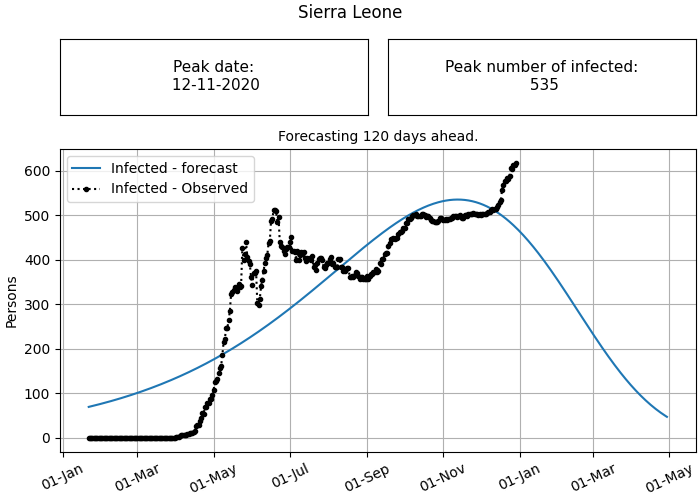 Sierra Leone
Peak date:
12-11-2020
Peak number of infected:
535
Forecasting 120 days ahead.
Infected - forecast
Infected - Observed
Persons
600
500
400
300
200
100
0
01-Jan
01-Mar
01-May
01-Jul
01-Sep
01-Nov
01-Jan
01-Mar
01-May